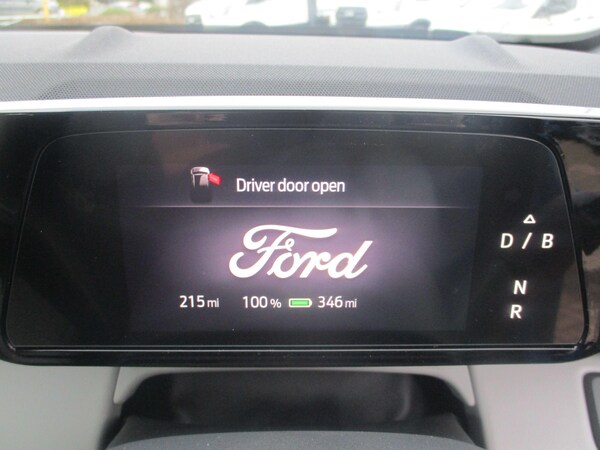 Driver door open
Ford
215 mi 100 % 346 mi
D / B
N
R